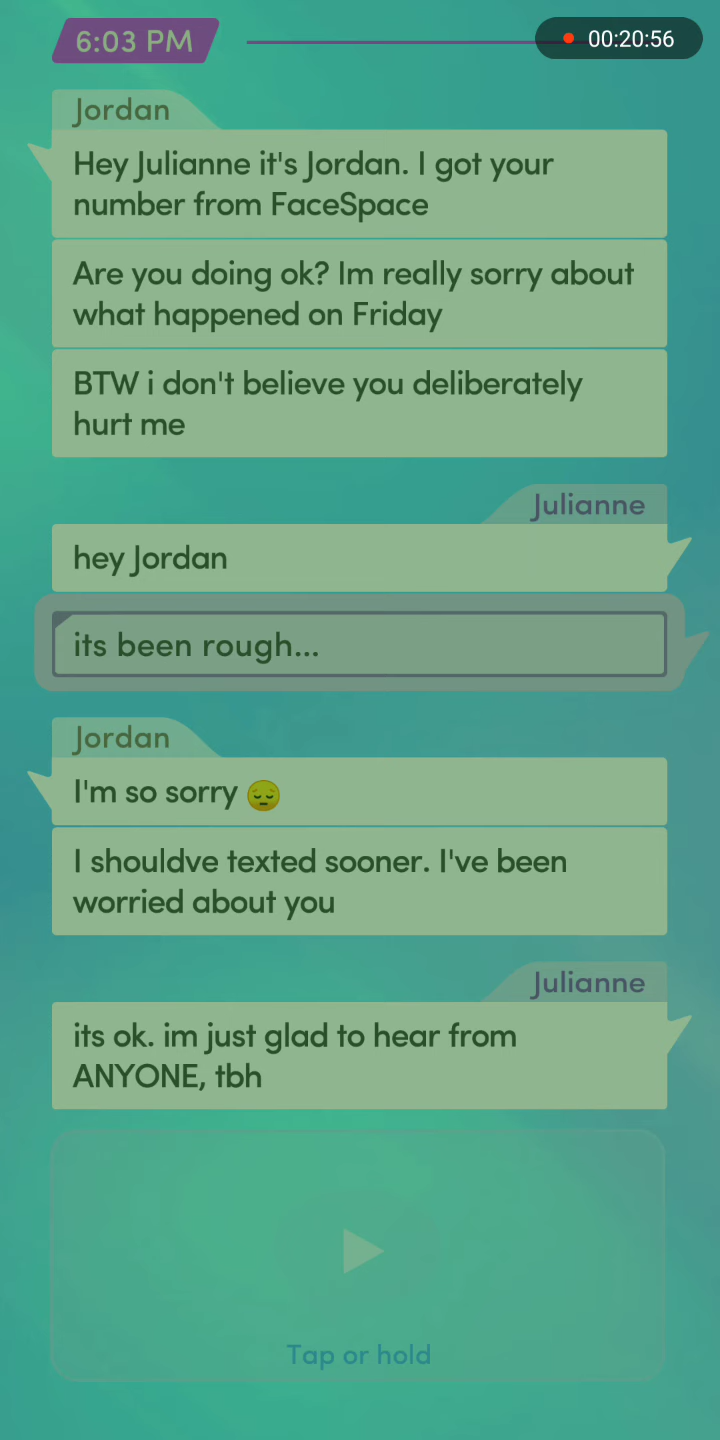 6:03 PM
00:20:56
Jordan
Hey Julianne it's Jordan. I got your
number from FaceSpace
Are you doing ok? Im really sorry about
what happened on Friday
BTW i don't believe you deliberately
hurt me
Julianne
hey Jordan
its been rough...
Jordan
I'm so sorry 😔
I shouldve texted sooner. I've been
worried about you
Julianne
its ok. im just glad to hear from
ANYONE, tbh
Tap or hold